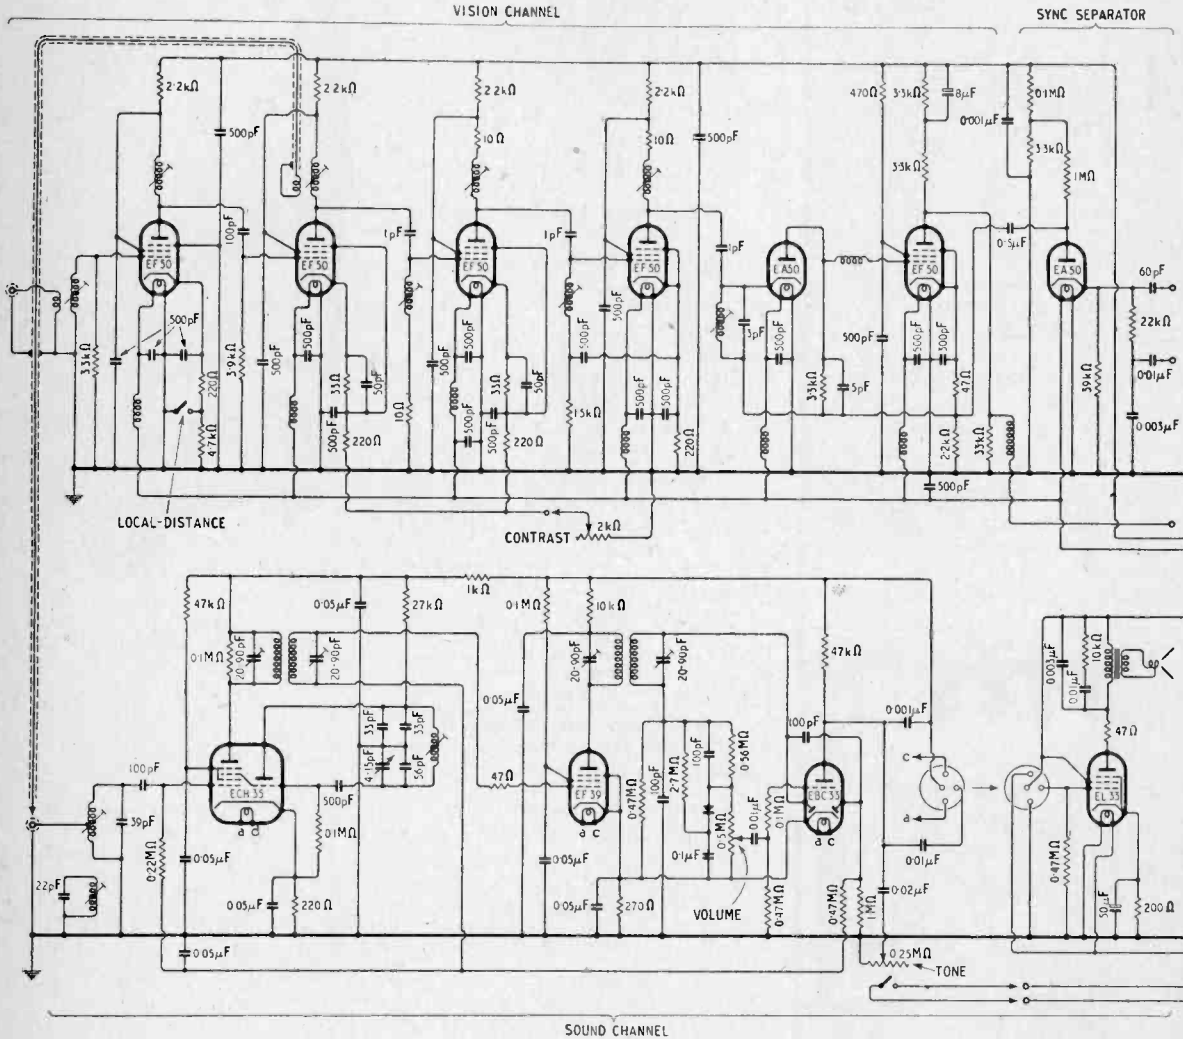 VISION CHANNEL
SYNC SEPARATOR
2·2kΩ
500pF
2·2kΩ
2·2kΩ
10Ω
2·2kΩ
10Ω
500pF
470Ω
3·3kΩ
8μF
3·3kΩ
0·001μF
0·1MΩ
3·3kΩ
1MΩ
100pF
1pF
1pF
1pF
0·5μF
EF50
EF50
EF50
EF50
EA50
EF50
EA50
60pF
22kΩ
0·01μF
0·003μF
39kΩ
3·3kΩ
500pF
220Ω
4·7kΩ
3·9kΩ
500pF
500pF
33Ω
50pF
500pF
220Ω
10Ω
500pF
500pF
33Ω
50pF
500pF
500pF
220Ω
500pF
1·5kΩ
500pF
500pF
500pF
220Ω
3pF
500pF
3·3kΩ
5pF
500pF
500pF
500pF
47Ω
2·2kΩ
33kΩ
500pF
LOCAL-DISTANCE
CONTRAST
2kΩ
47kΩ
0·1MΩ
20-90pF
20-90pF
0·05μF
27kΩ
1kΩ
0·1MΩ
10kΩ
20-90pF
20-90pF
47kΩ
0·001μF
0·003μF
0·01μF
10kΩ
47Ω
33pF
33pF
4-15pF
56pF
0·05μF
100pF
ECH35
a d
500pF
0·1MΩ
47Ω
EF39
a c
0·47MΩ
100pF
2·7MΩ
100pF
0·56MΩ
0·5MΩ
0·1μF
0·01μF
0·1MΩ
100pF
EBC33
a c
c
a
0·01μF
EL33
39pF
22pF
0·22MΩ
0·05μF
0·05μF
220Ω
0·05μF
0·05μF
0·05μF
270Ω
VOLUME
0·47MΩ
0·47MΩ
1MΩ
0·02μF
0·25MΩ
TONE
0·47MΩ
50μF
200Ω
SOUND CHANNEL